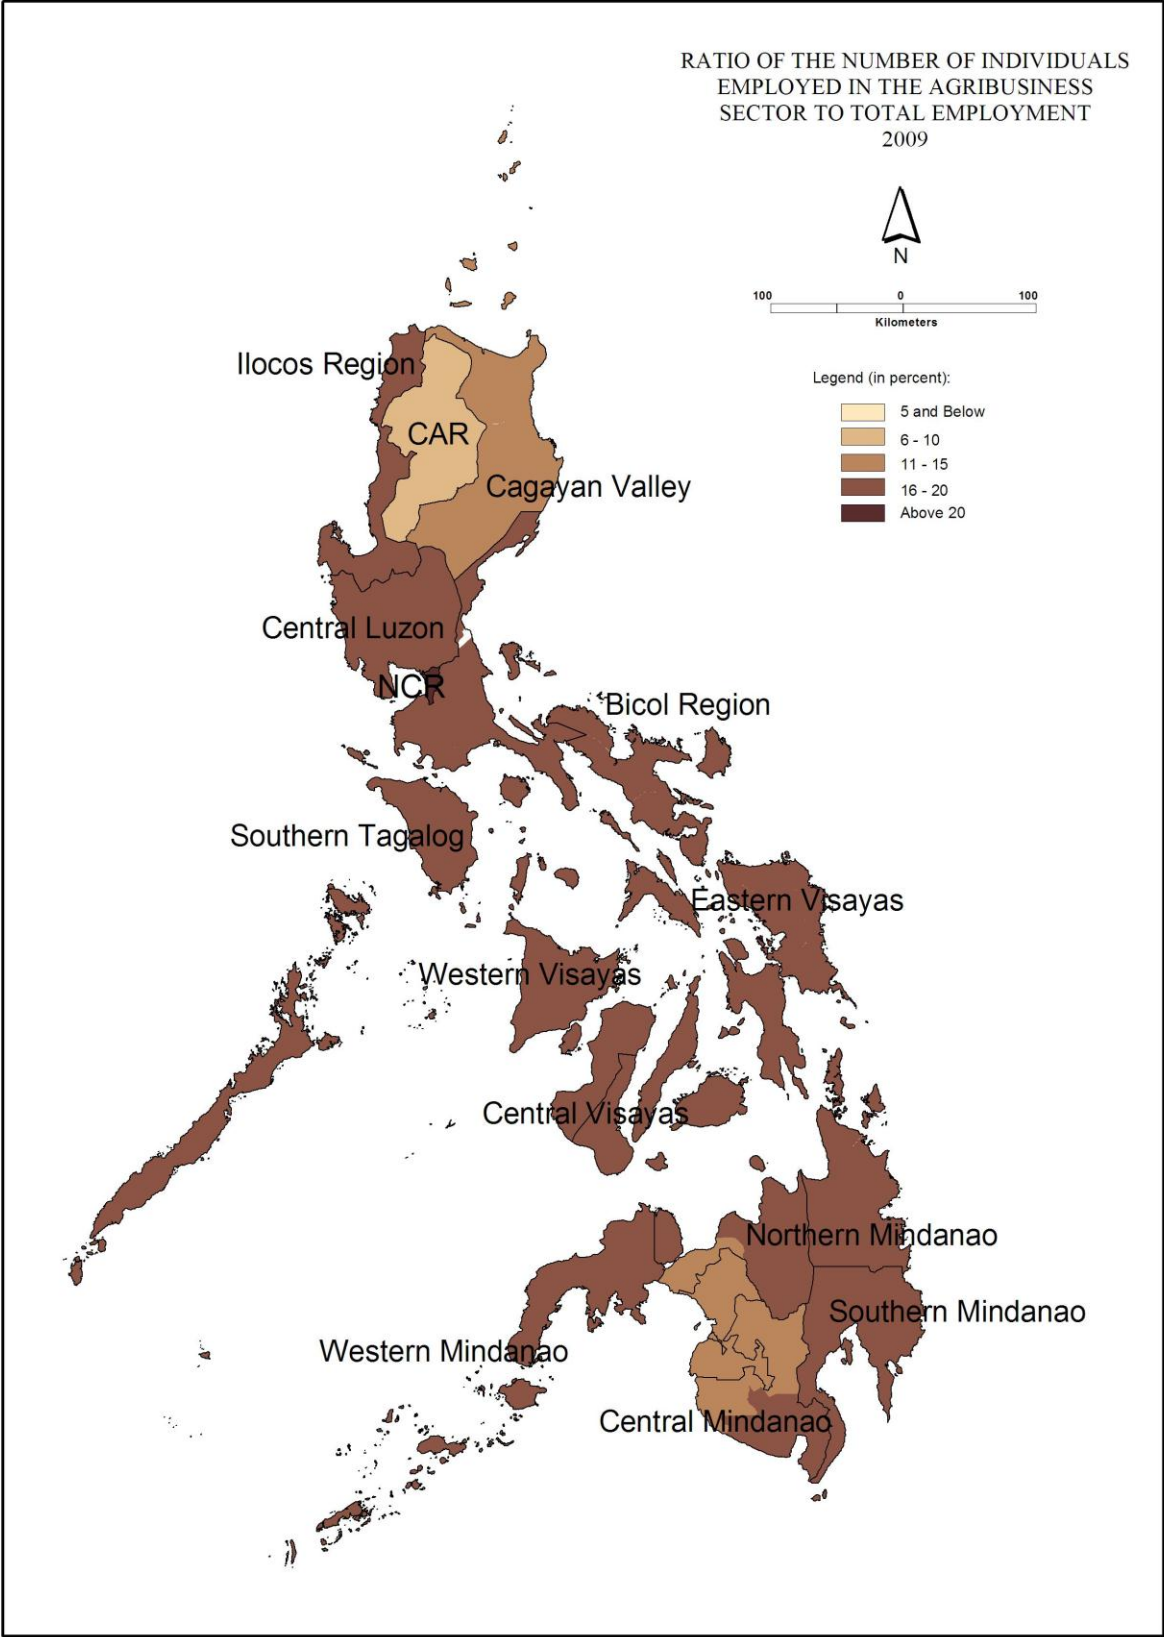 RATIO OF THE NUMBER OF INDIVIDUALS
EMPLOYED IN THE AGRIBUSINESS
SECTOR TO TOTAL EMPLOYMENT
2009
N
100 0 100
Kilometers
Legend (in percent):
5 and Below
6 - 10
11 - 15
16 - 20
Above 20
Ilocos Region
CAR
Cagayan Valley
Central Luzon
NCR
Bicol Region
Southern Tagalog
Eastern Visayas
Western Visayas
Central Visayas
Northern Mindanao
Southern Mindanao
Western Mindanao
Central Mindanao